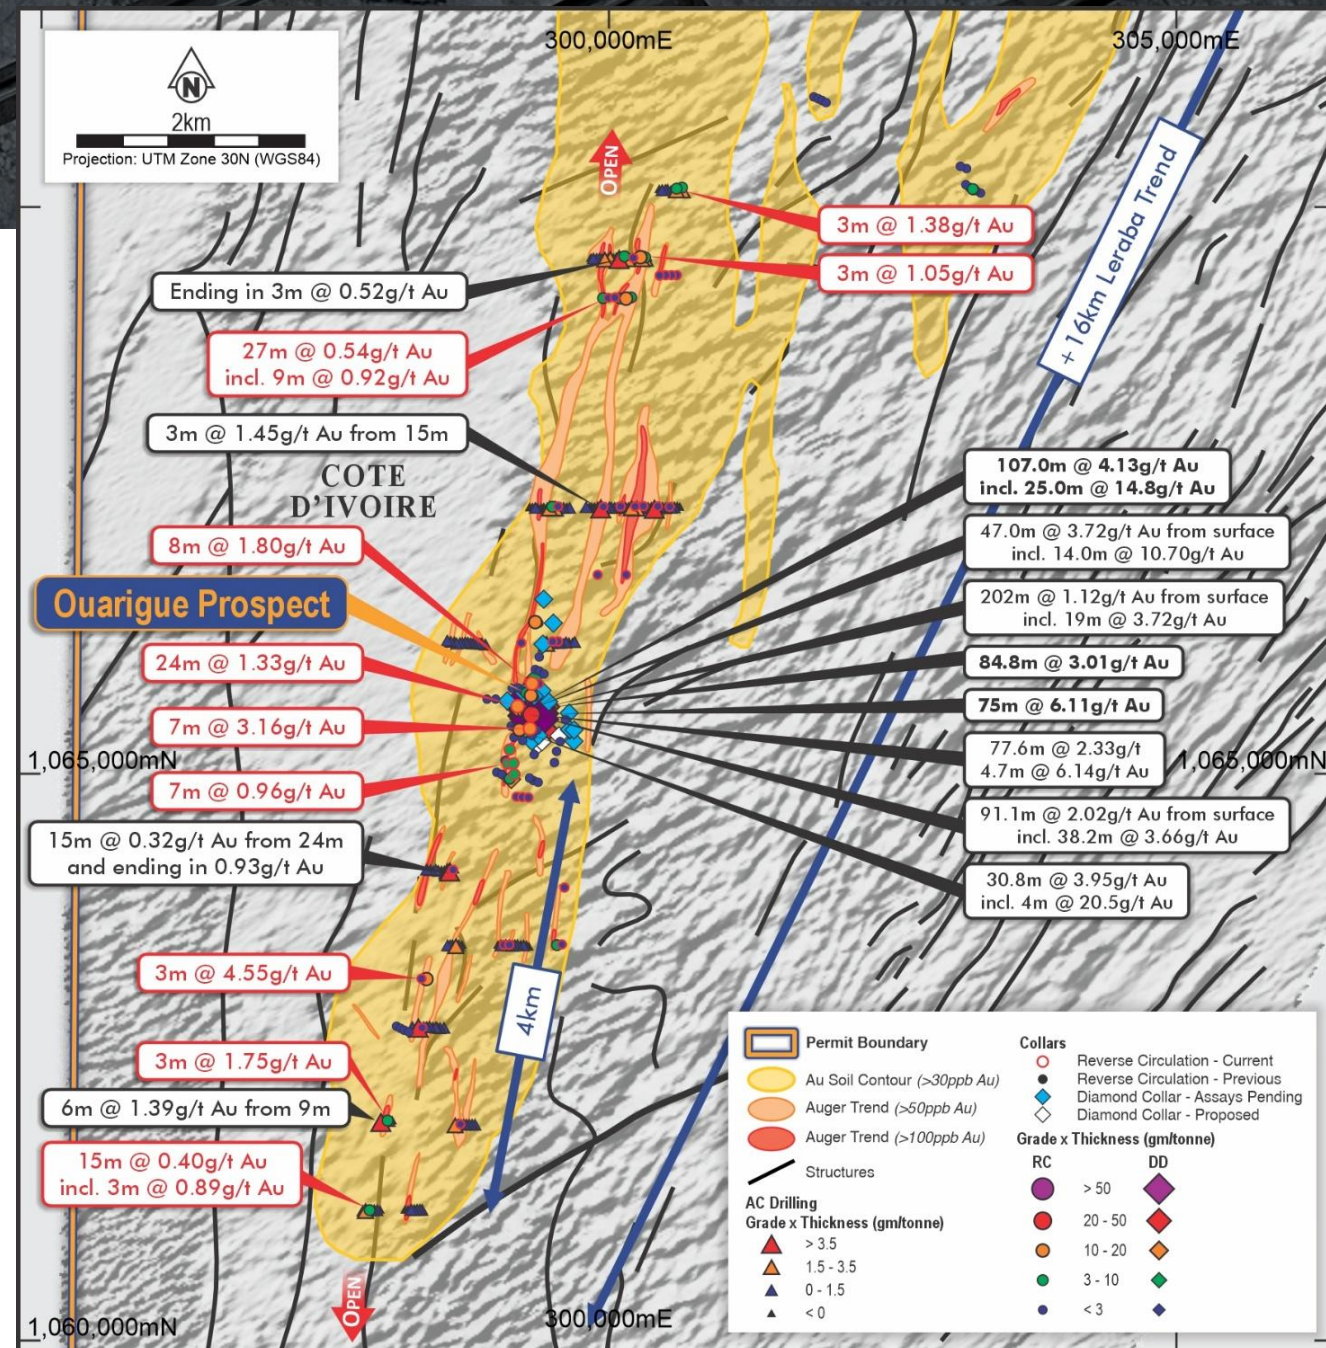 300,000mE
305,000mE
N
2km
Projection: UTM Zone 30N (WGS84)
OPEN
+16km Leraba Trend
3m @ 1.38g/t Au
3m @ 1.05g/t Au
Ending in 3m @ 0.52g/t Au
27m @ 0.54g/t Au
incl. 9m @ 0.92g/t Au
3m @ 1.45g/t Au from 15m
COTE
D'IVOIRE
8m @ 1.80g/t Au
Ouarigue Prospect
24m @ 1.33g/t Au
7m @ 3.16g/t Au
1,065,000mN
7m @ 0.96g/t Au
15m @ 0.32g/t Au from 24m
and ending in 0.93g/t Au
3m @ 4.55g/t Au
3m @ 1.75g/t Au
6m @ 1.39g/t Au from 9m
15m @ 0.40g/t Au
incl. 3m @ 0.89g/t Au
OPEN
1,060,000mN
4km
300,000mE
107.0m @ 4.13g/t Au
incl. 25.0m @ 14.8g/t Au
47.0m @ 3.72g/t Au from surface
incl. 14.0m @ 10.70g/t Au
202m @ 1.12g/t Au from surface
incl. 19m @ 3.72g/t Au
84.8m @ 3.01g/t Au
75m @ 6.11g/t Au
77.6m @ 2.33g/t
4.7m @ 6.14g/t Au
1,065,000mN
91.1m @ 2.02g/t Au from surface
incl. 38.2m @ 3.66g/t Au
30.8m @ 3.95g/t Au
incl. 4m @ 20.5g/t Au
Permit Boundary
Au Soil Contour (>30ppb Au)
Auger Trend (>50ppb Au)
Auger Trend (>100ppb Au)
Structures
AC Drilling
Grade x Thickness (gm/tonne)
> 3.5
1.5 - 3.5
0 - 1.5
< 0
Collars
Reverse Circulation - Current
Reverse Circulation - Previous
Diamond Collar - Assays Pending
Diamond Collar - Proposed
Grade x Thickness (gm/tonne)
RC DD
> 50
20 - 50
10 - 20
3 - 10
< 3